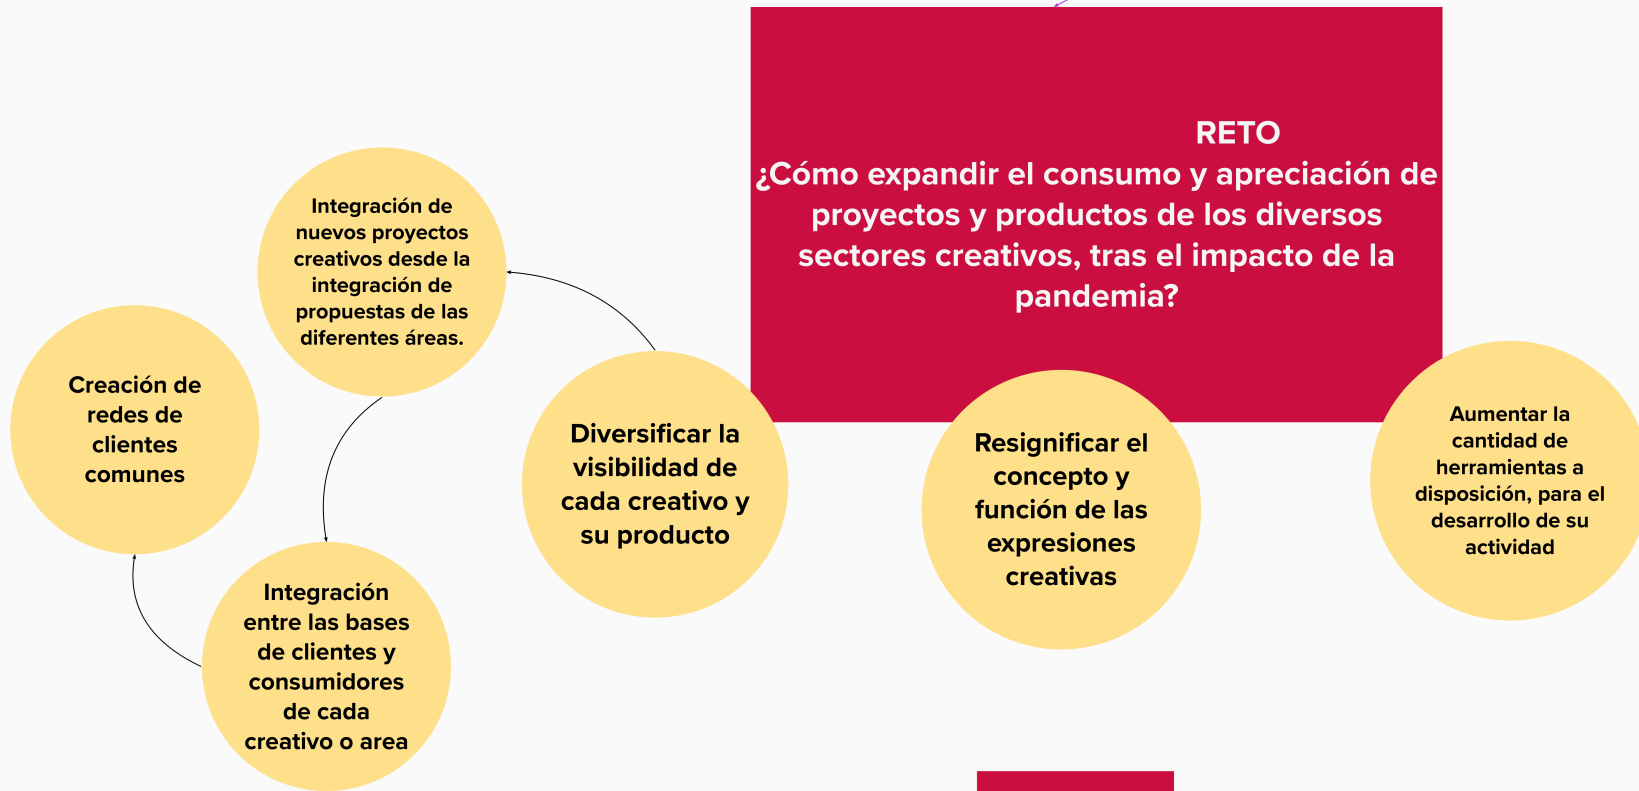 RETO
¿Cómo expandir el consumo y apreciación de
proyectos y productos de los diversos
sectores creativos, tras el impacto de la
pandemia?
Integración de
nuevos proyectos
creativos desde la
integración de
propuestas de las
diferentes áreas.
Creación de
redes de
clientes
comunes
Diversificar la
visibilidad de
cada creativo y
su producto
Resignificar el
concepto y
función de las
expresiones
creativas
Aumentar la
cantidad de
herramientas a
disposición, para el
desarrollo de su
actividad
Integración
entre las bases
de clientes y
consumidores
de cada
creativo o area